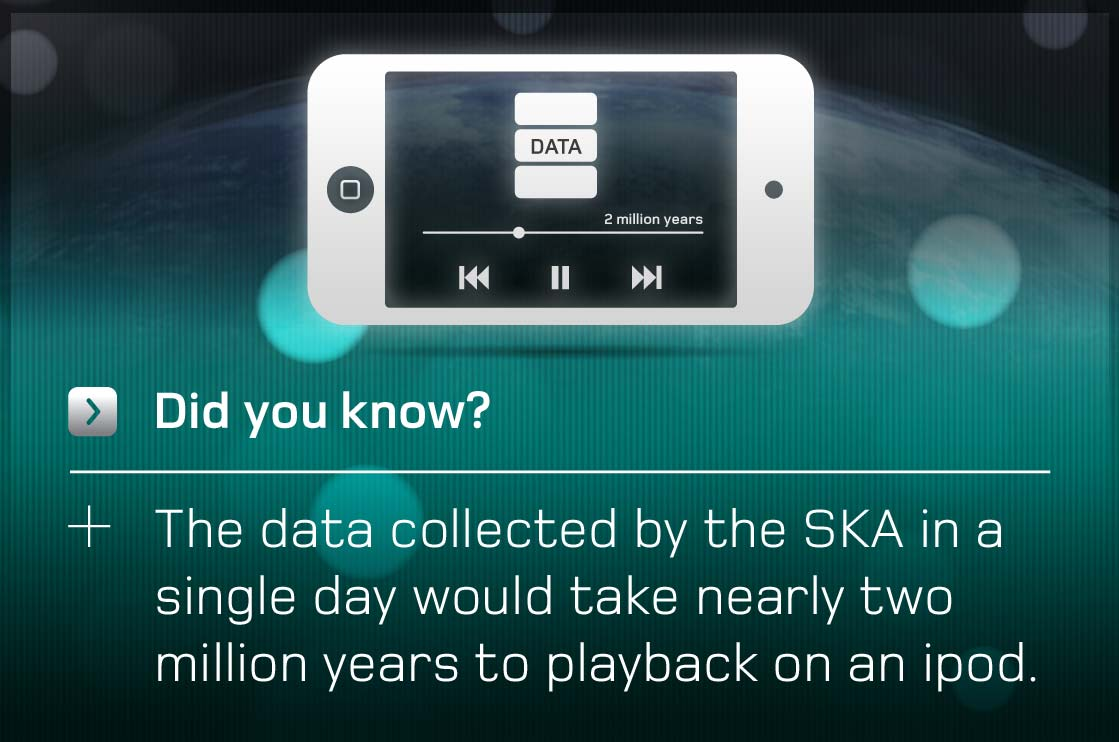 DATA
2 million years
Did you know?
The data collected by the SKA in a
single day would take nearly two
million years to playback on an ipod.